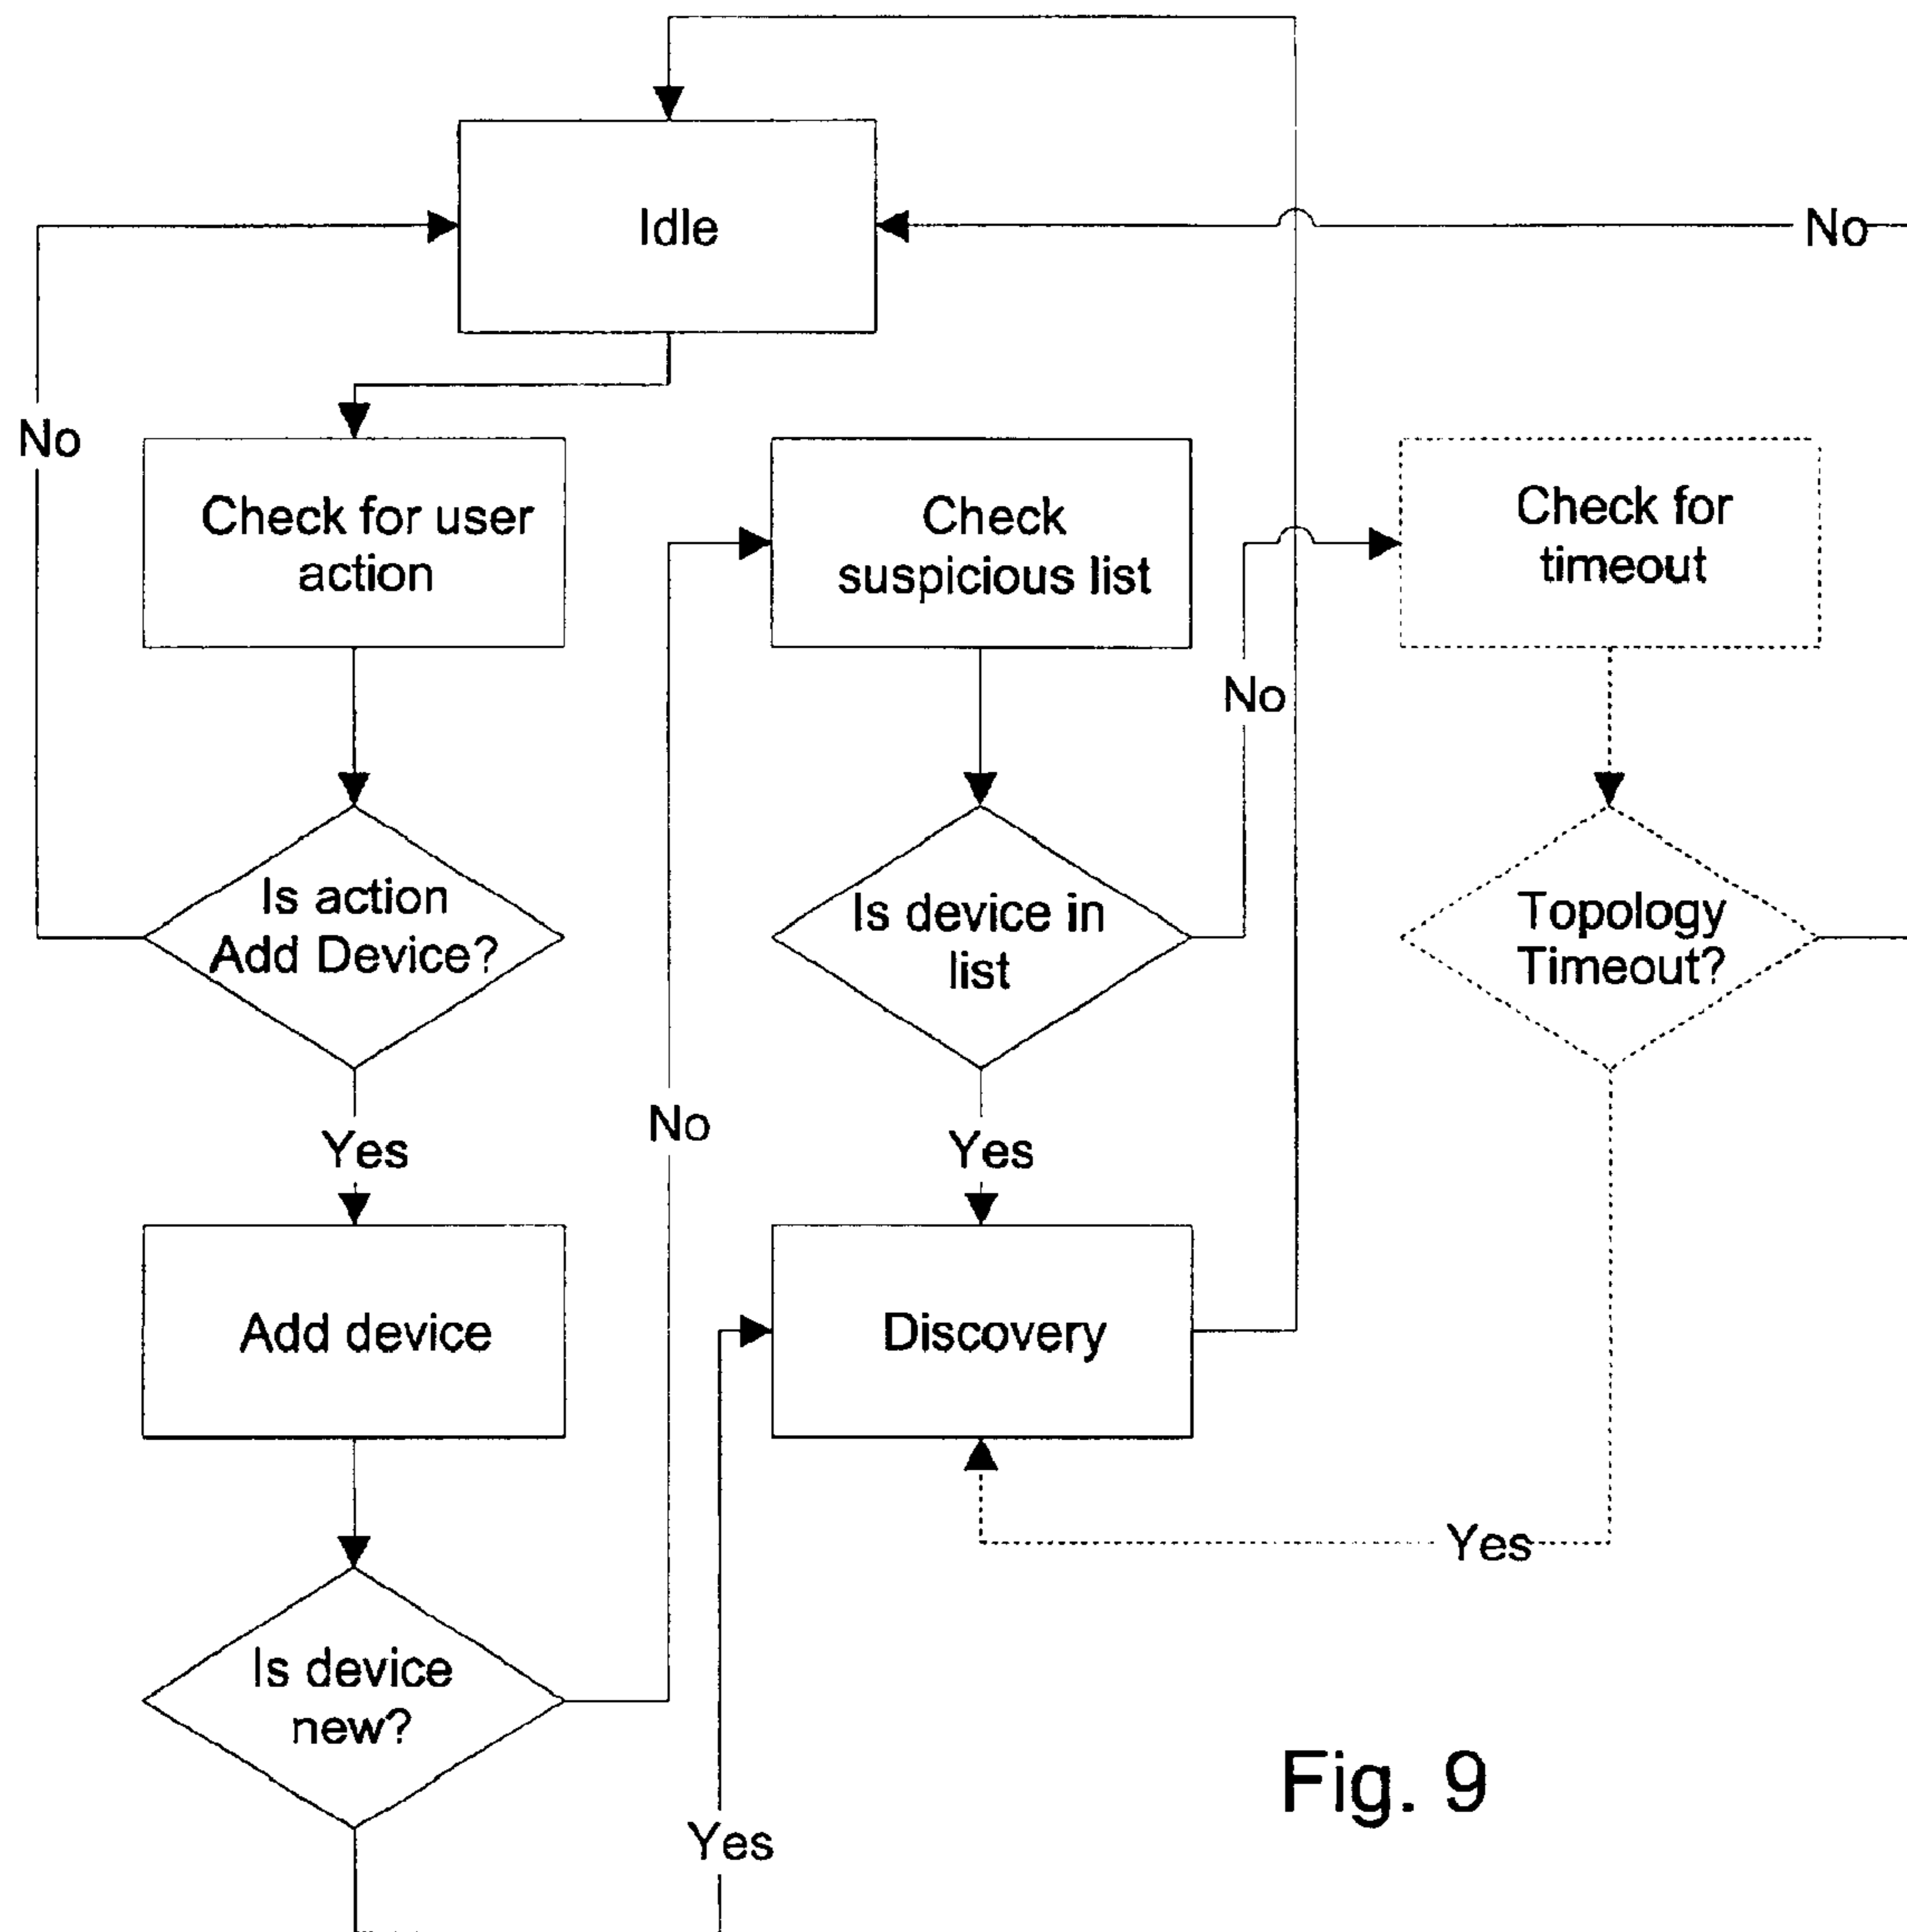 Idle
No
No
Check for user
action
Check
suspicious list
Check for
timeout
No
Is action
Add Device?
Is device in
list
Topology
Timeout?
Yes
No
Yes
Add device
Discovery
Yes
Is device
new?
Yes
Fig. 9